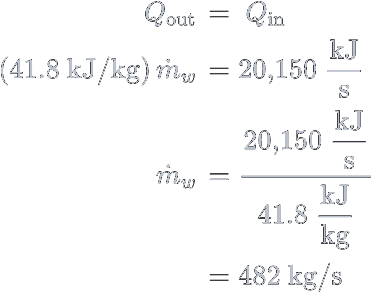 Q_out = Q_in
(41.8 kJ/kg) ṁ_w = 20,150 kJ/s
ṁ_w = 20,150 kJ/s / 41.8 kJ/kg
= 482 kg/s